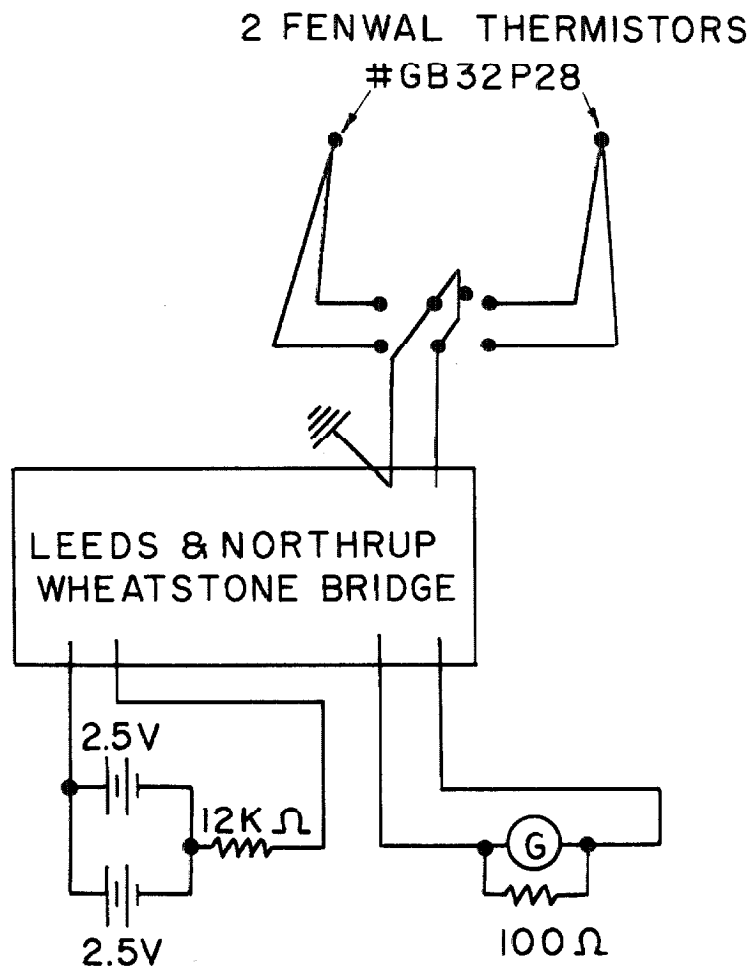 2 FENWAL THERMISTORS
#GB32P28
LEEDS & NORTHRUP
WHEATSTONE BRIDGE
2.5V
12K Ω
G
2.5V
100 Ω